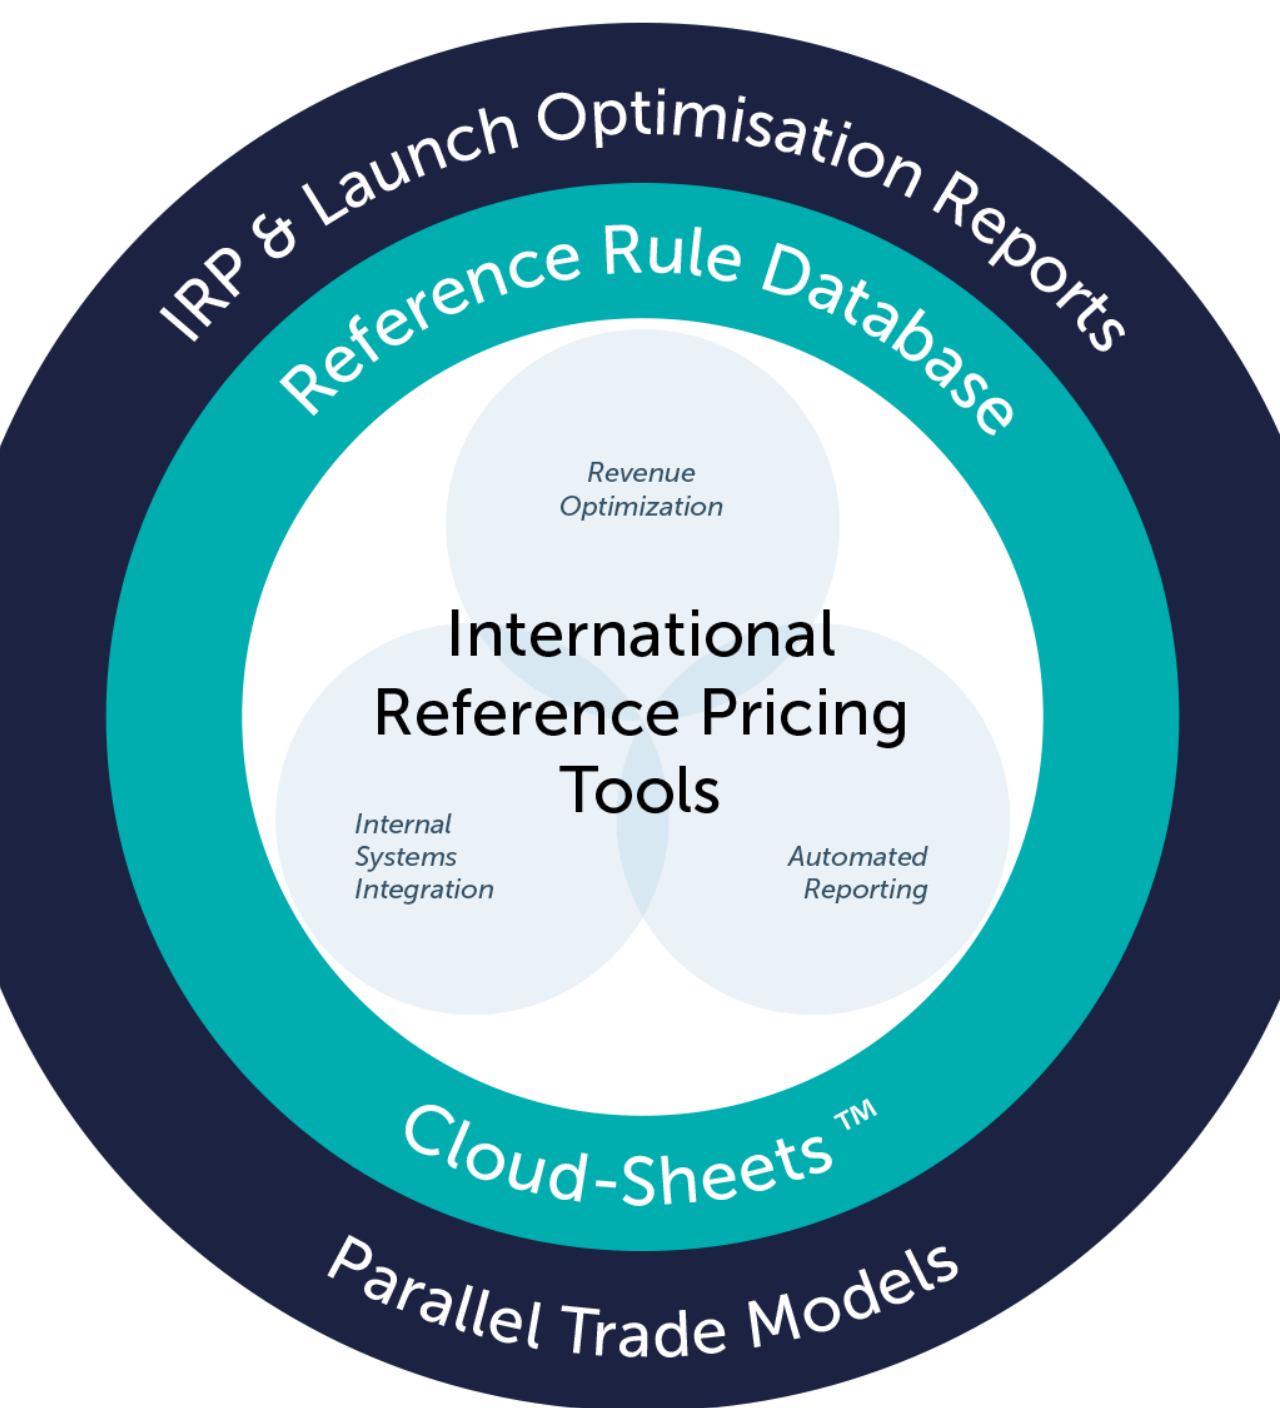 IRP & Launch Optimisation Reports
Reference Rule Database
Revenue
Optimization
International
Reference Pricing
Tools
Internal
Systems
Integration
Automated
Reporting
Cloud-Sheets™
Parallel Trade Models